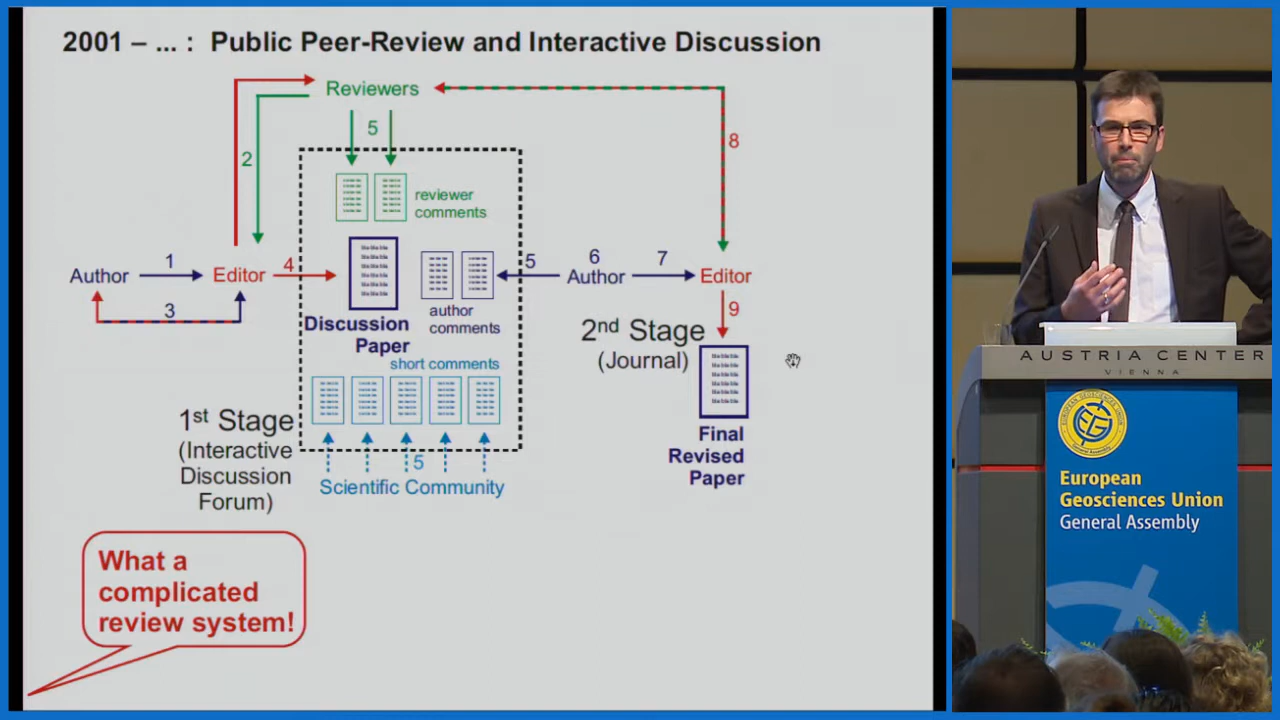 2001 – ... : Public Peer-Review and Interactive Discussion
Reviewers
5
2
8
reviewer
comments
1
4
5
6
7
Author
Editor
Author
Editor
3
9
Discussion
Paper
author
comments
2nd Stage
(Journal)
short comments
1st Stage
(Interactive
Discussion
Forum)
5
Scientific Community
Final
Revised
Paper
What a
complicated
review system!
AUSTRIA CENTER
VIENNA
European
Geosciences Union
General Assembly